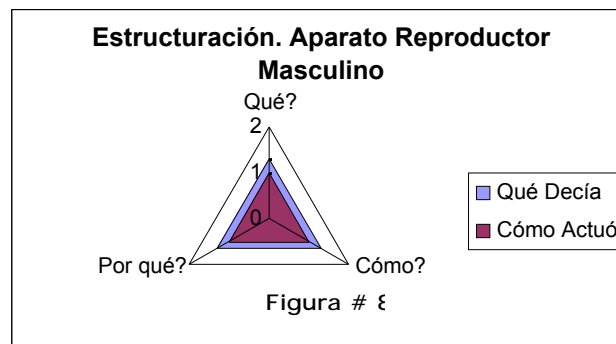 Estructuración. Aparato Reproductor
Masculino
Qué?
2
1
0
Por qué?
Cómo?
Qué Decía
Cómo Actuó
Figura #